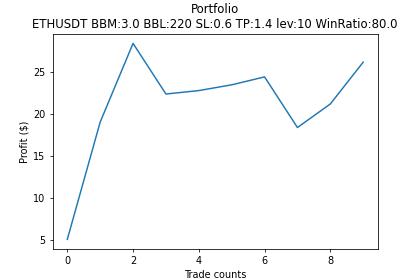 Portfolio
ETHUSDT BBM:3.0 BBL:220 SL:0.6 TP:1.4 lev:10 WinRatio:80.0
25
20
15
10
5
Profit ($)
0 2 4 6 8
Trade counts